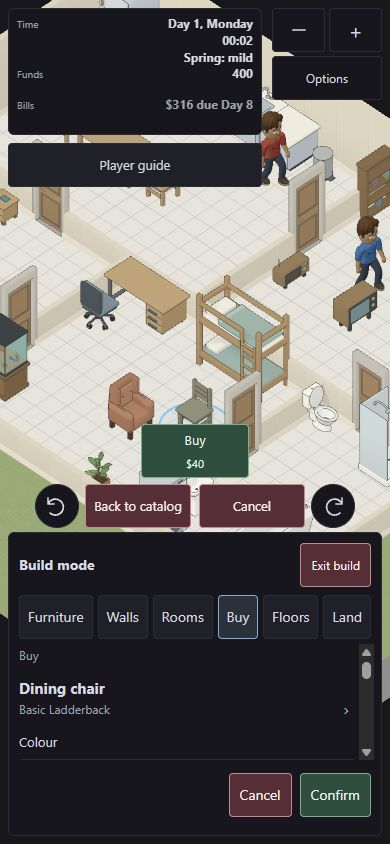 Time
Day 1, Monday
00:02
Spring: mild
Funds
400
Bills
$316 due Day 8
—
+
Options
Player guide
Buy
$40
Back to catalog
Cancel
Build mode
Exit build
Furniture
Walls
Rooms
Buy
Floors
Land
Buy
Dining chair
Basic Ladderback
›
Colour
Cancel
Confirm